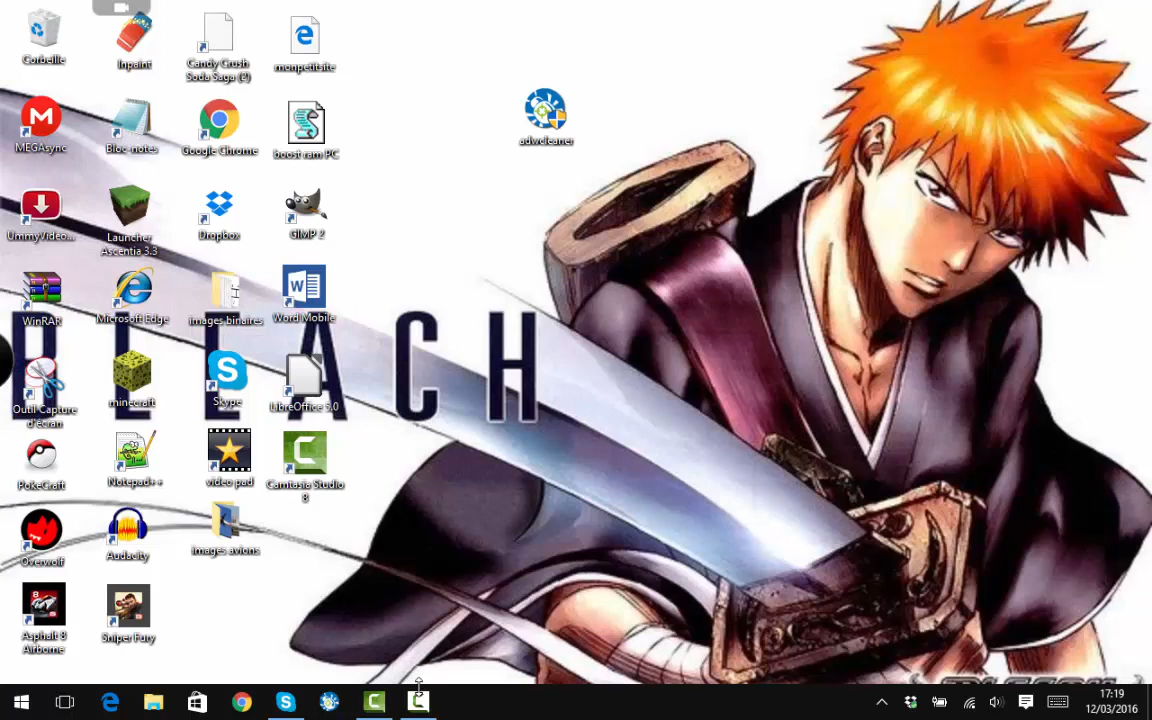 Corbeille
Inpaint
Candy Crush
Soda Saga (²)
monpetitsite
MEGAsync
Bloc-notes
Google Chrome
boost ram PC
adwcleaner
UmmyVideo...
Launcher
Ascentia 3.3
Dropbox
GIMP 2
WinRAR
Microsoft Edge
images binaires
Word Mobile
BLEACH
Outil Capture
d'écran
minecraft
Skype
LibreOffice 5.0
PokeCraft
Notepad++
video pad
Camtasia Studio
8
Overwolf
Audacity
images avions
Asphalt 8
Airborne
Sniper Fury
17:19
12/03/2016